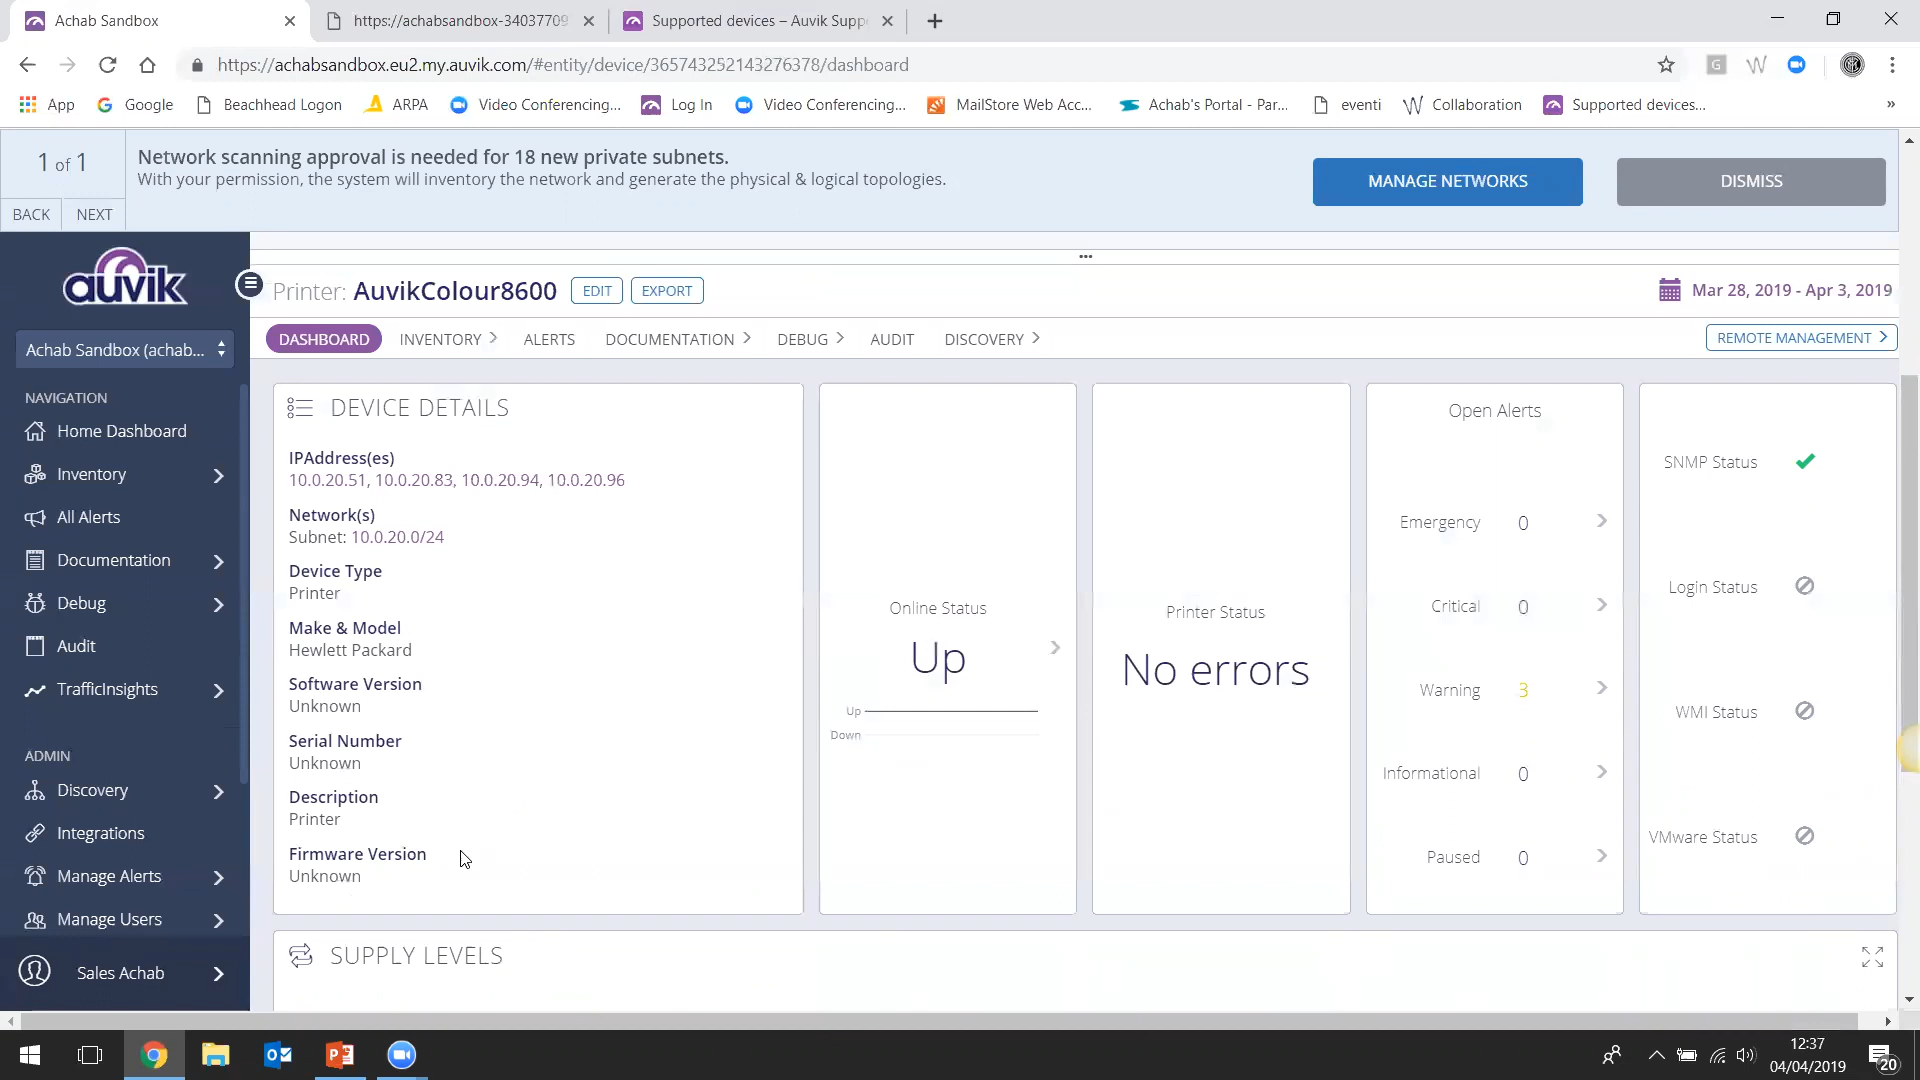 Achab Sandbox
https://achabsandbox-34037709
Supported devices – Auvik Supp
https://achabsandbox.eu2.my.auvik.com/#entity/device/365743252143276378/dashboard
App
Google
Beachhead Logon
ARPA
Video Conferencing...
Log In
Video Conferencing...
MailStore Web Acc...
Achab's Portal - Par...
eventi
Collaboration
Supported devices...
»
1 of 1
BACK
NEXT
Network scanning approval is needed for 18 new private subnets.
With your permission, the system will inventory the network and generate the physical & logical topologies.
MANAGE NETWORKS
DISMISS
auvik
Achab Sandbox (achab...
NAVIGATION
Home Dashboard
Inventory
All Alerts
Documentation
Debug
Audit
TrafficInsights
ADMIN
Discovery
Integrations
Manage Alerts
Manage Users
Sales Achab
Printer: AuvikColour8600
EDIT
EXPORT
Mar 28, 2019 - Apr 3, 2019
DASHBOARD
INVENTORY
ALERTS
DOCUMENTATION
DEBUG
AUDIT
DISCOVERY
REMOTE MANAGEMENT
DEVICE DETAILS
IPAddress(es)
10.0.20.51, 10.0.20.83, 10.0.20.94, 10.0.20.96
Network(s)
Subnet: 10.0.20.0/24
Device Type
Printer
Make & Model
Hewlett Packard
Software Version
Unknown
Serial Number
Unknown
Description
Printer
Firmware Version
Unknown
Online Status
Up
Up
Down
Printer Status
No errors
Open Alerts
Emergency 0
Critical 0
Warning 3
Informational 0
Paused 0
SNMP Status
Login Status
WMI Status
VMware Status
SUPPLY LEVELS
12:37
04/04/2019
20